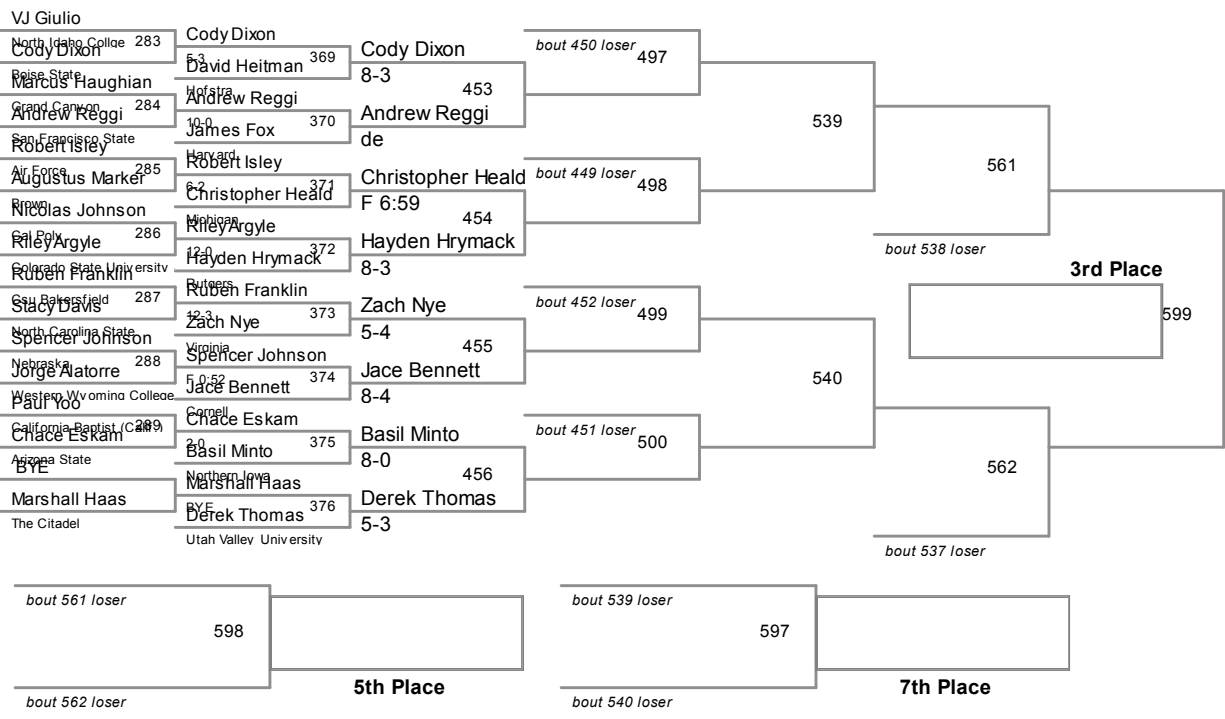 VJ Giulio
North Idaho Collge
283
Cody Dixon
Boise State
Marcus Haughian
Grand Canyon
284
Andrew Reggi
San Francisco State
Robert Isley
Air Force
285
Augustus Marker
Brown
Nicolas Johnson
Cal Poly
286
Riley Argyle
Colorado State University
Ruben Franklin
Csu Bakersfield
287
Stacy Davis
North Carolina State
Spencer Johnson
Nebraska
288
Jorge Alatorre
Western Wyoming College
Paul Yoo
California Baptist (Calif.)
289
Chace Eskam
Arizona State
BYE
Marshall Haas
The Citadel
Cody Dixon
5-3
369
David Heitman
Hofstra
Andrew Reggi
10-0
370
James Fox
Harvard
Robert Isley
6-2
371
Christopher Heald
Michigan
Riley Argyle
12-0
372
Hayden Hrymack
Rutgers
Ruben Franklin
12-3
373
Zach Nye
Virginia
Spencer Johnson
F 0:52
374
Jace Bennett
Cornell
Chace Eskam
2-0
375
Basil Minto
Northern Iowa
Marshall Haas
BYE
376
Derek Thomas
Utah Valley University
Cody Dixon
8-3
453
Andrew Reggi
de
Christopher Heald
F 6:59
454
Hayden Hrymack
8-3
Zach Nye
5-4
455
Jace Bennett
8-4
Basil Minto
8-0
456
Derek Thomas
5-3
bout 450 loser
497
bout 449 loser
498
bout 452 loser
499
bout 451 loser
500
539
540
561
bout 538 loser
562
bout 537 loser
3rd Place
599
bout 561 loser
598
bout 562 loser
5th Place
bout 539 loser
597
bout 540 loser
7th Place